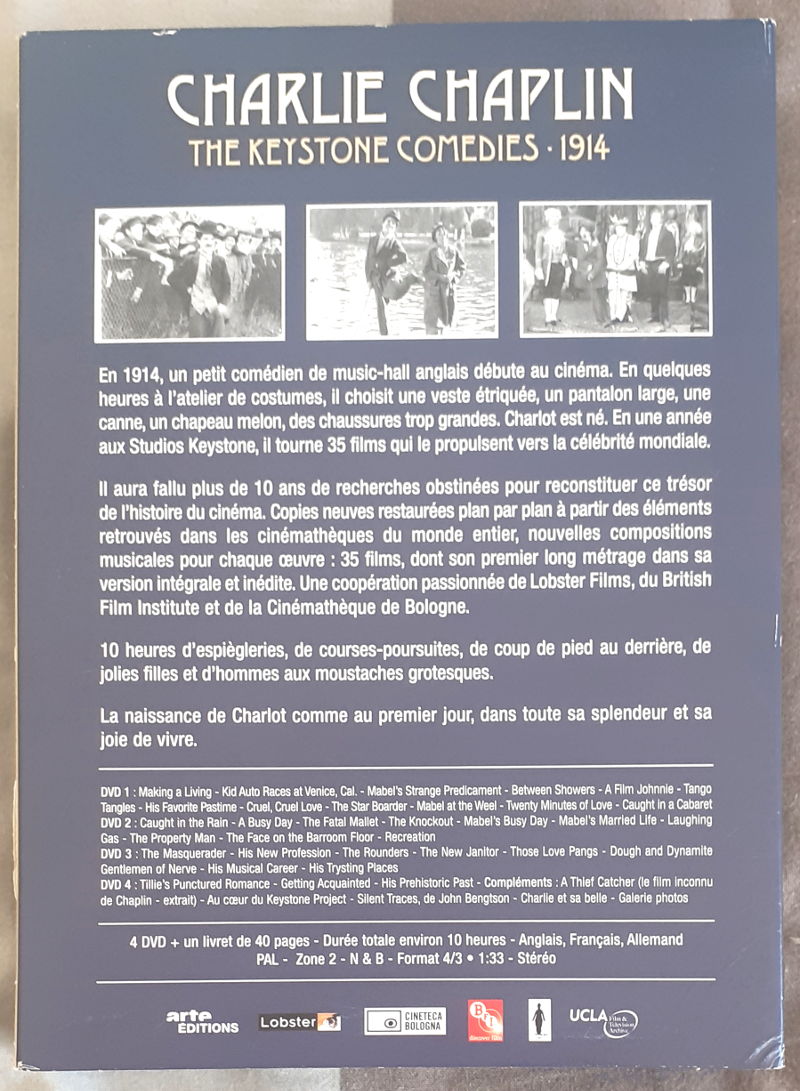 CHARLIE CHAPLIN
THE KEYSTONE COMEDIES · 1914
En 1914, un petit comédien de music-hall anglais débute au cinéma. En quelques
heures à l'atelier de costumes, il choisit une veste étriquée, un pantalon large, une
canne, un chapeau melon, des chaussures trop grandes. Charlot est né. En une année
aux Studios Keystone, il tourne 35 films qui le propulsent vers la célébrité mondiale.
Il aura fallu plus de 10 ans de recherches obstinées pour reconstituer ce trésor
de l'histoire du cinéma. Copies neuves restaurées plan par plan à partir des éléments
retrouvés dans les cinémathèques du monde entier, nouvelles compositions
musicales pour chaque œuvre : 35 films, dont son premier long métrage dans sa
version intégrale et inédite. Une coopération passionnée de Lobster Films, du British
Film Institute et de la Cinémathèque de Bologne.
10 heures d'espiègleries, de courses-poursuites, de coup de pied au derrière, de
jolies filles et d'hommes aux moustaches grotesques.
La naissance de Charlot comme au premier jour, dans toute sa splendeur et sa
joie de vivre.
DVD 1 : Making a Living - Kid Auto Races at Venice, Cal. - Mabel's Strange Predicament - Between Showers - A Film Johnnie - Tango
Tangles - His Favorite Pastime - Cruel, Cruel Love - The Star Boarder - Mabel at the Weel - Twenty Minutes of Love - Caught in a Cabaret
DVD 2 : Caught in the Rain - A Busy Day - The Fatal Mallet - The Knockout - Mabel's Busy Day - Mabel's Married Life - Laughing
Gas - The Property Man - The Face on the Barroom Floor - Recreation
DVD 3 : The Masquerader - His New Profession - The Rounders - The New Janitor - Those Love Pangs - Dough and Dynamite
Gentlemen of Nerve - His Musical Career - His Trysting Places
DVD 4 : Tillie's Punctured Romance - Getting Acquainted - His Prehistoric Past - Compléments : A Thief Catcher (le film inconnu
de Chaplin - extrait) - Au cœur du Keystone Project - Silent Traces, de John Bengtson - Charlie et sa belle - Galerie photos
4 DVD + un livret de 40 pages - Durée totale environ 10 heures - Anglais, Français, Allemand
PAL - Zone 2 - N & B - Format 4/3 • 1:33 - Stéréo
arte ÉDITIONS
Lobster
CINETECA BOLOGNA
BFI
discover film
UCLA Film & Television Archive